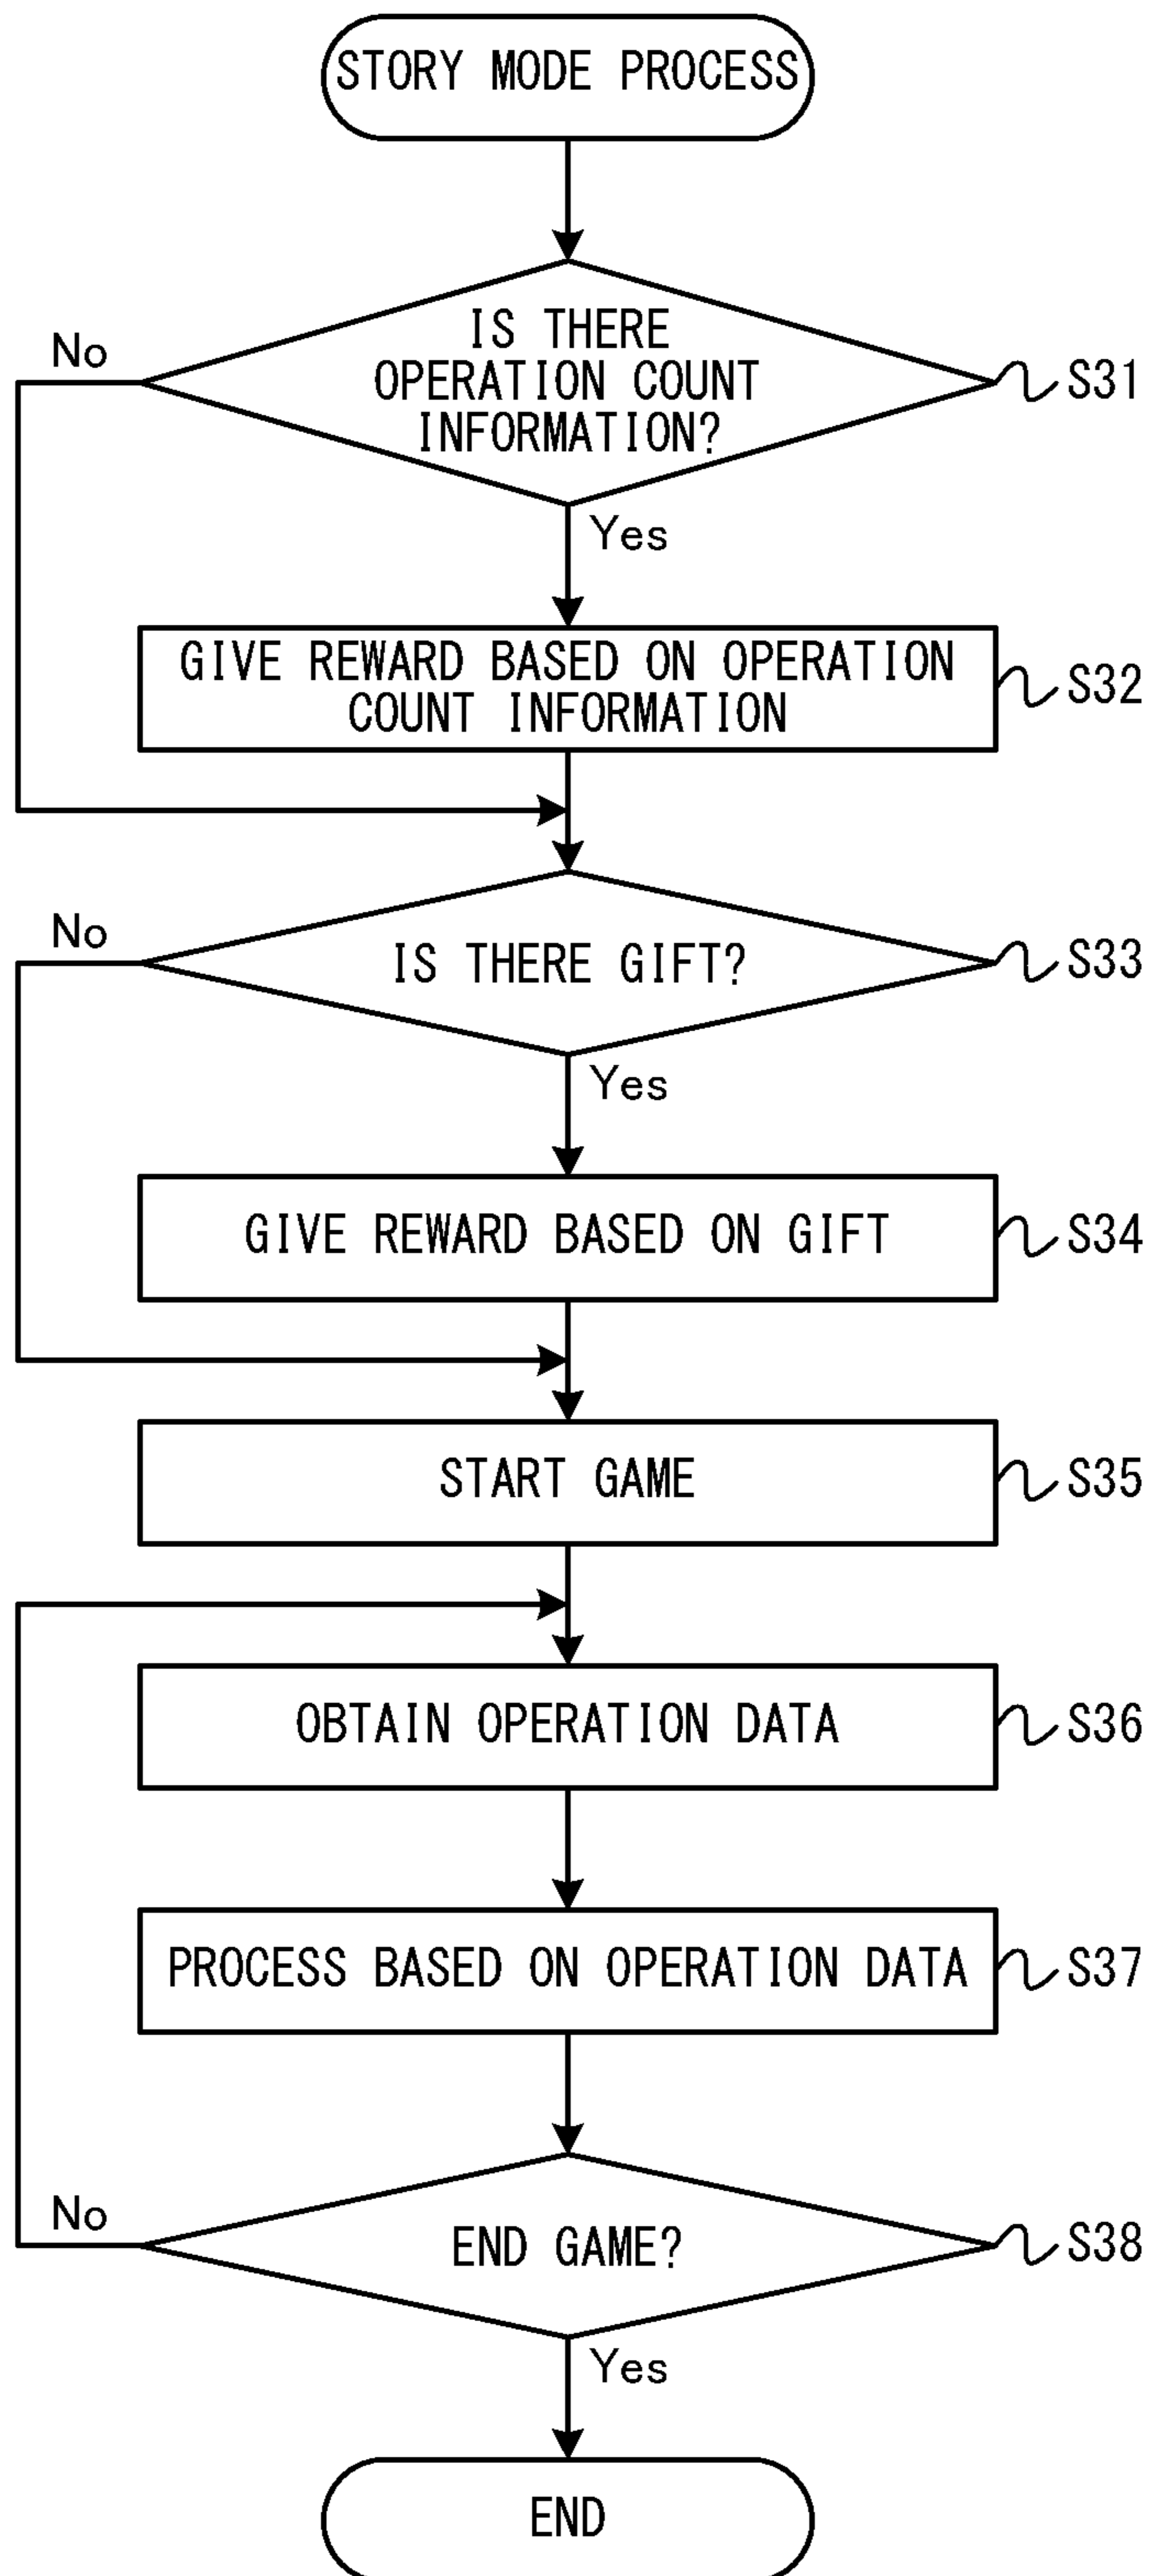 STORY MODE PROCESS
No
IS THERE
OPERATION COUNT
INFORMATION?
S31
Yes
GIVE REWARD BASED ON OPERATION
COUNT INFORMATION
S32
No
IS THERE GIFT?
S33
Yes
GIVE REWARD BASED ON GIFT
S34
START GAME
S35
OBTAIN OPERATION DATA
S36
PROCESS BASED ON OPERATION DATA
S37
No
END GAME?
S38
Yes
END